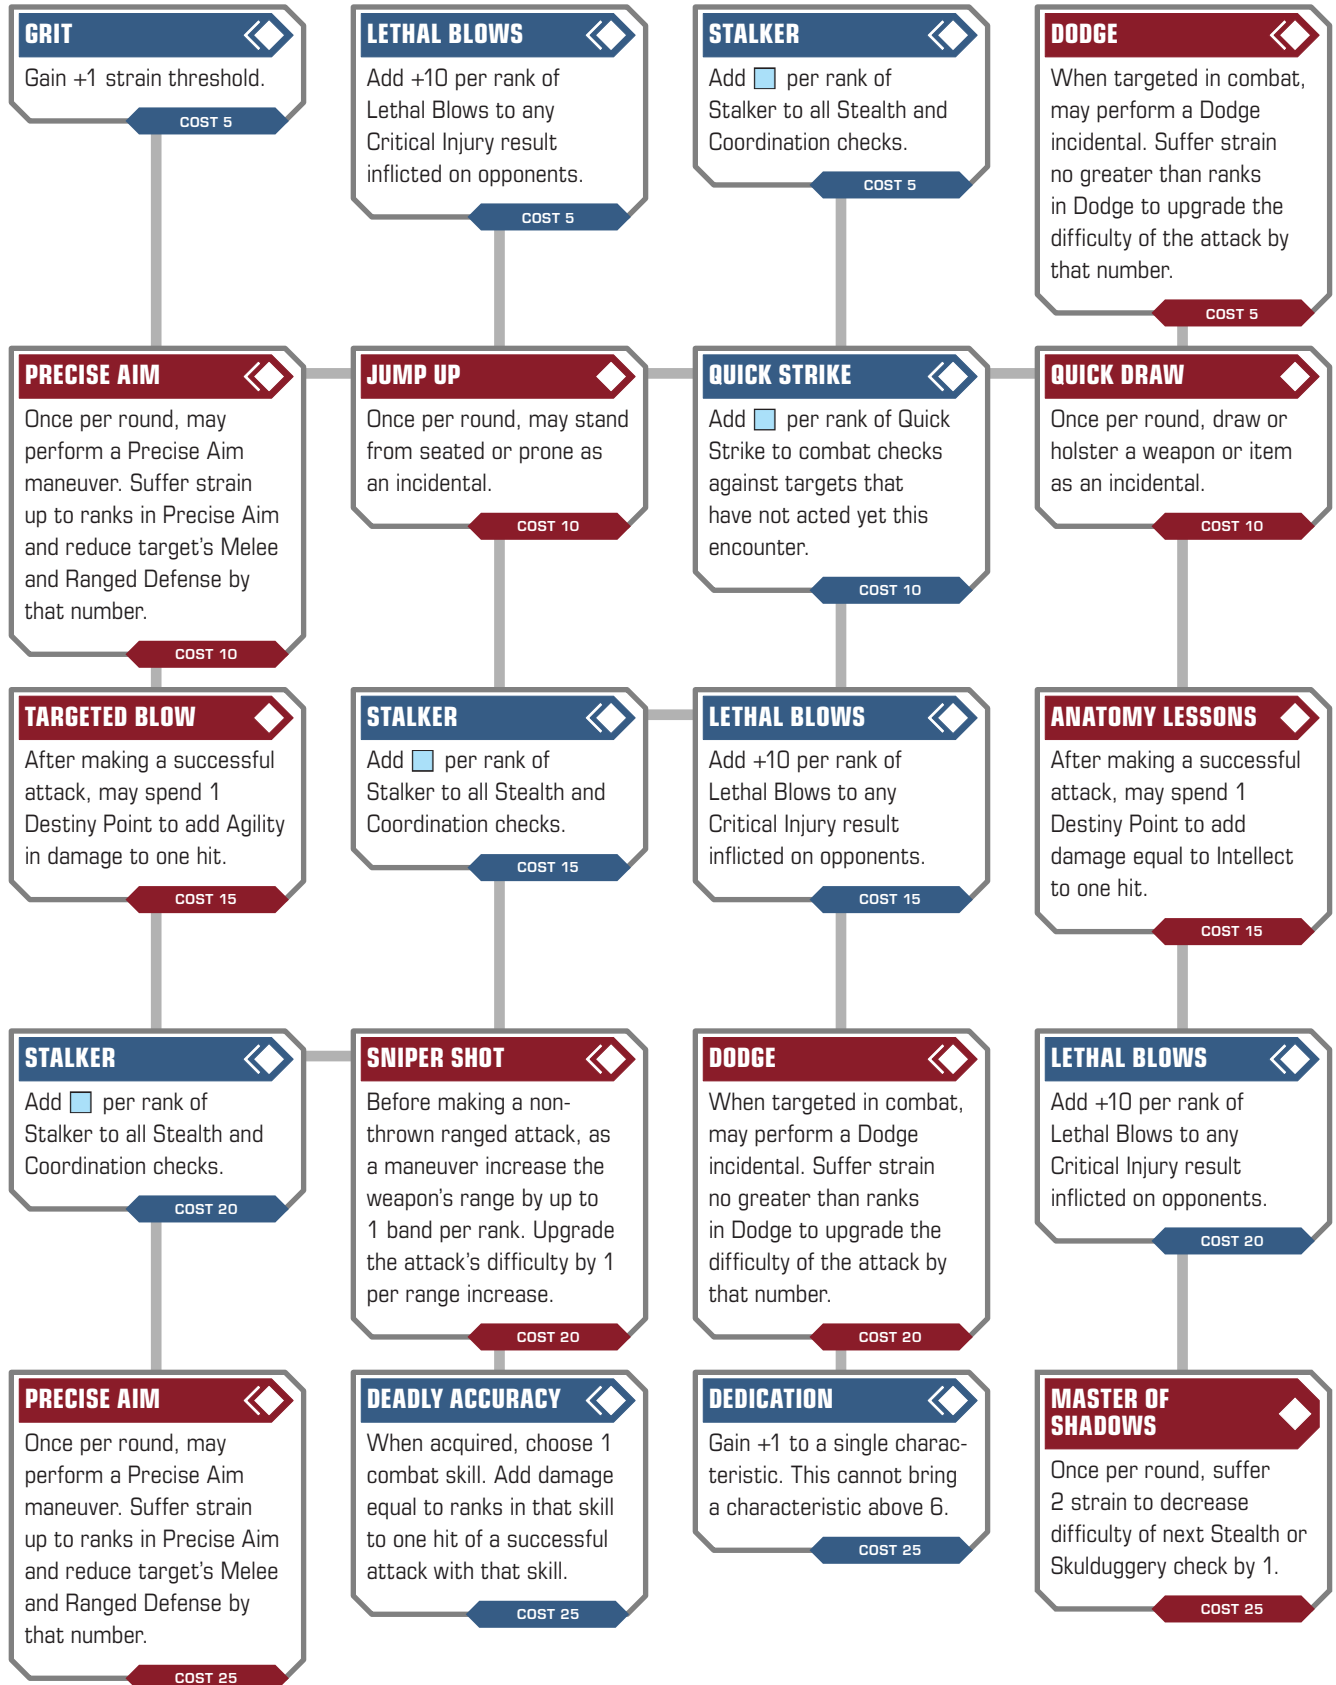 GRIT
Gain +1 strain threshold.
COST 5
LETHAL BLOWS
Add +10 per rank of
Lethal Blows to any
Critical Injury result
inflicted on opponents.
COST 5
STALKER
Add per rank of
Stalker to all Stealth and
Coordination checks.
COST 5
DODGE
When targeted in combat,
may perform a Dodge
incidental. Suffer strain
no greater than ranks
in Dodge to upgrade the
difficulty of the attack by
that number.
COST 5
PRECISE AIM
Once per round, may
perform a Precise Aim
maneuver. Suffer strain
up to ranks in Precise Aim
and reduce target's Melee
and Ranged Defense by
that number.
COST 10
JUMP UP
Once per round, may stand
from seated or prone as
an incidental.
COST 10
QUICK STRIKE
Add per rank of Quick
Strike to combat checks
against targets that
have not acted yet this
encounter.
COST 10
QUICK DRAW
Once per round, draw or
holster a weapon or item
as an incidental.
COST 10
TARGETED BLOW
After making a successful
attack, may spend 1
Destiny Point to add Agility
in damage to one hit.
COST 15
STALKER
Add per rank of
Stalker to all Stealth and
Coordination checks.
COST 15
LETHAL BLOWS
Add +10 per rank of
Lethal Blows to any
Critical Injury result
inflicted on opponents.
COST 15
ANATOMY LESSONS
After making a successful
attack, may spend 1
Destiny Point to add
damage equal to Intellect
to one hit.
COST 15
STALKER
Add per rank of
Stalker to all Stealth and
Coordination checks.
COST 20
SNIPER SHOT
Before making a non-
thrown ranged attack, as
a maneuver increase the
weapon's range by up to
1 band per rank. Upgrade
the attack's difficulty by 1
per range increase.
COST 20
DODGE
When targeted in combat,
may perform a Dodge
incidental. Suffer strain
no greater than ranks
in Dodge to upgrade the
difficulty of the attack by
that number.
COST 20
LETHAL BLOWS
Add +10 per rank of
Lethal Blows to any
Critical Injury result
inflicted on opponents.
COST 20
PRECISE AIM
Once per round, may
perform a Precise Aim
maneuver. Suffer strain
up to ranks in Precise Aim
and reduce target's Melee
and Ranged Defense by
that number.
COST 25
DEADLY ACCURACY
When acquired, choose 1
combat skill. Add damage
equal to ranks in that skill
to one hit of a successful
attack with that skill.
COST 25
DEDICATION
Gain +1 to a single charac-
teristic. This cannot bring
a characteristic above 6.
COST 25
MASTER OF
SHADOWS
Once per round, suffer
2 strain to decrease
difficulty of next Stealth or
Skulduggery check by 1.
COST 25